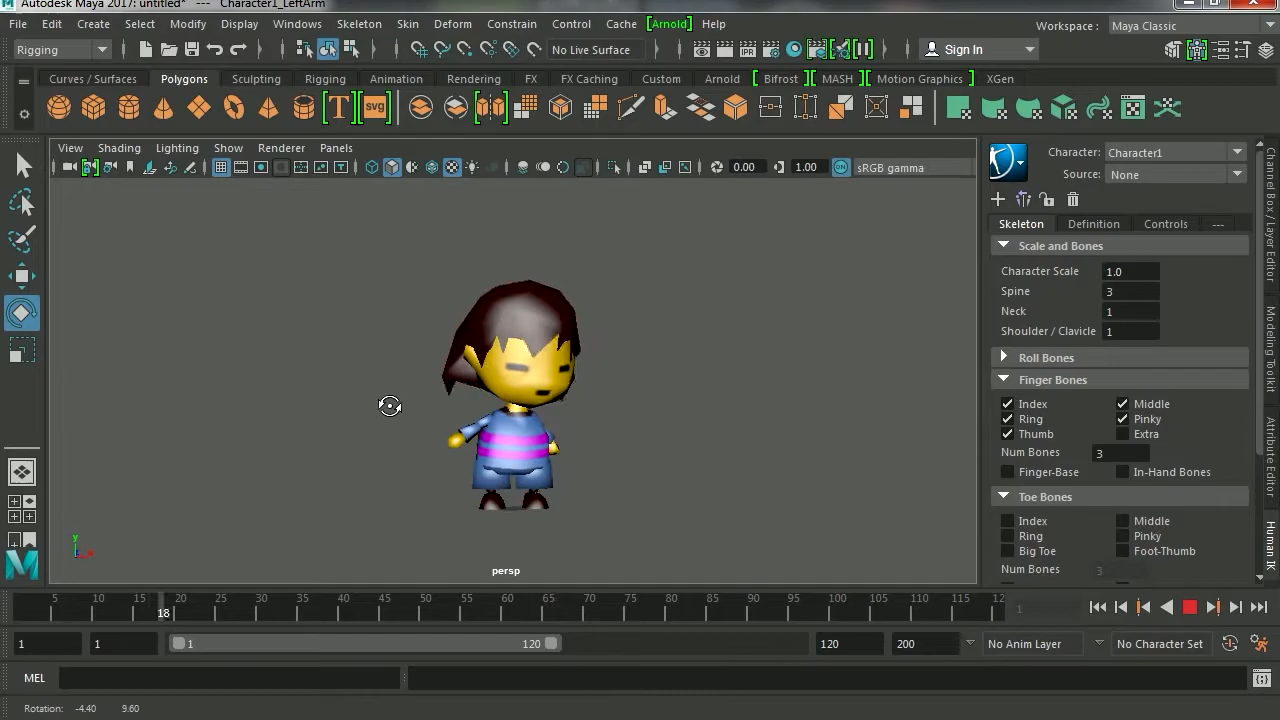 Autodesk Maya 2017: untitled* --- Character1_LeftArm
File Edit Create Select Modify Display Windows Skeleton Skin Deform Constrain Control Cache [Arnold] Help
Workspace : Maya Classic
Rigging No Live Surface Sign In
Curves / Surfaces Polygons Sculpting Rigging Animation Rendering FX FX Caching Custom Arnold Bifrost MASH Motion Graphics XGen
T svg
View Shading Lighting Show Renderer Panels
0.00 1.00 ON sRGB gamma
Character: Character1
Source: None
Skeleton Definition Controls ---
Scale and Bones
Character Scale 1.0
Spine 3
Neck 1
Shoulder / Clavicle 1
Roll Bones
Finger Bones
Index Middle
Ring Pinky
Thumb Extra
Num Bones 3
Finger-Base In-Hand Bones
Toe Bones
Index Middle
Ring Pinky
Big Toe Foot-Thumb
Num Bones 3
Channel Box / Layer Editor
Modeling Toolkit
Attribute Editor
Human IK
y
x
persp
5 10 15 20 25 30 35 40 45 50 55 60 65 70 75 80 85 90 95 100 105 110 115 12
18
1
1 1 1 120 120 200 No Anim Layer No Character Set
MEL
Rotation: -4.40 9.60